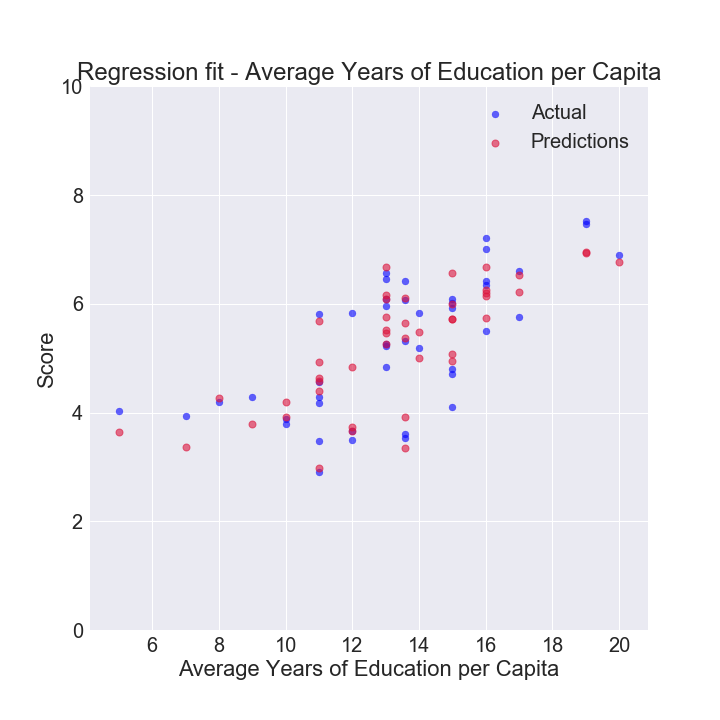 Regression fit - Average Years of Education per Capita
Actual
Predictions
10
8
6
4
2
0
Score
6 8 10 12 14 16 18 20
Average Years of Education per Capita